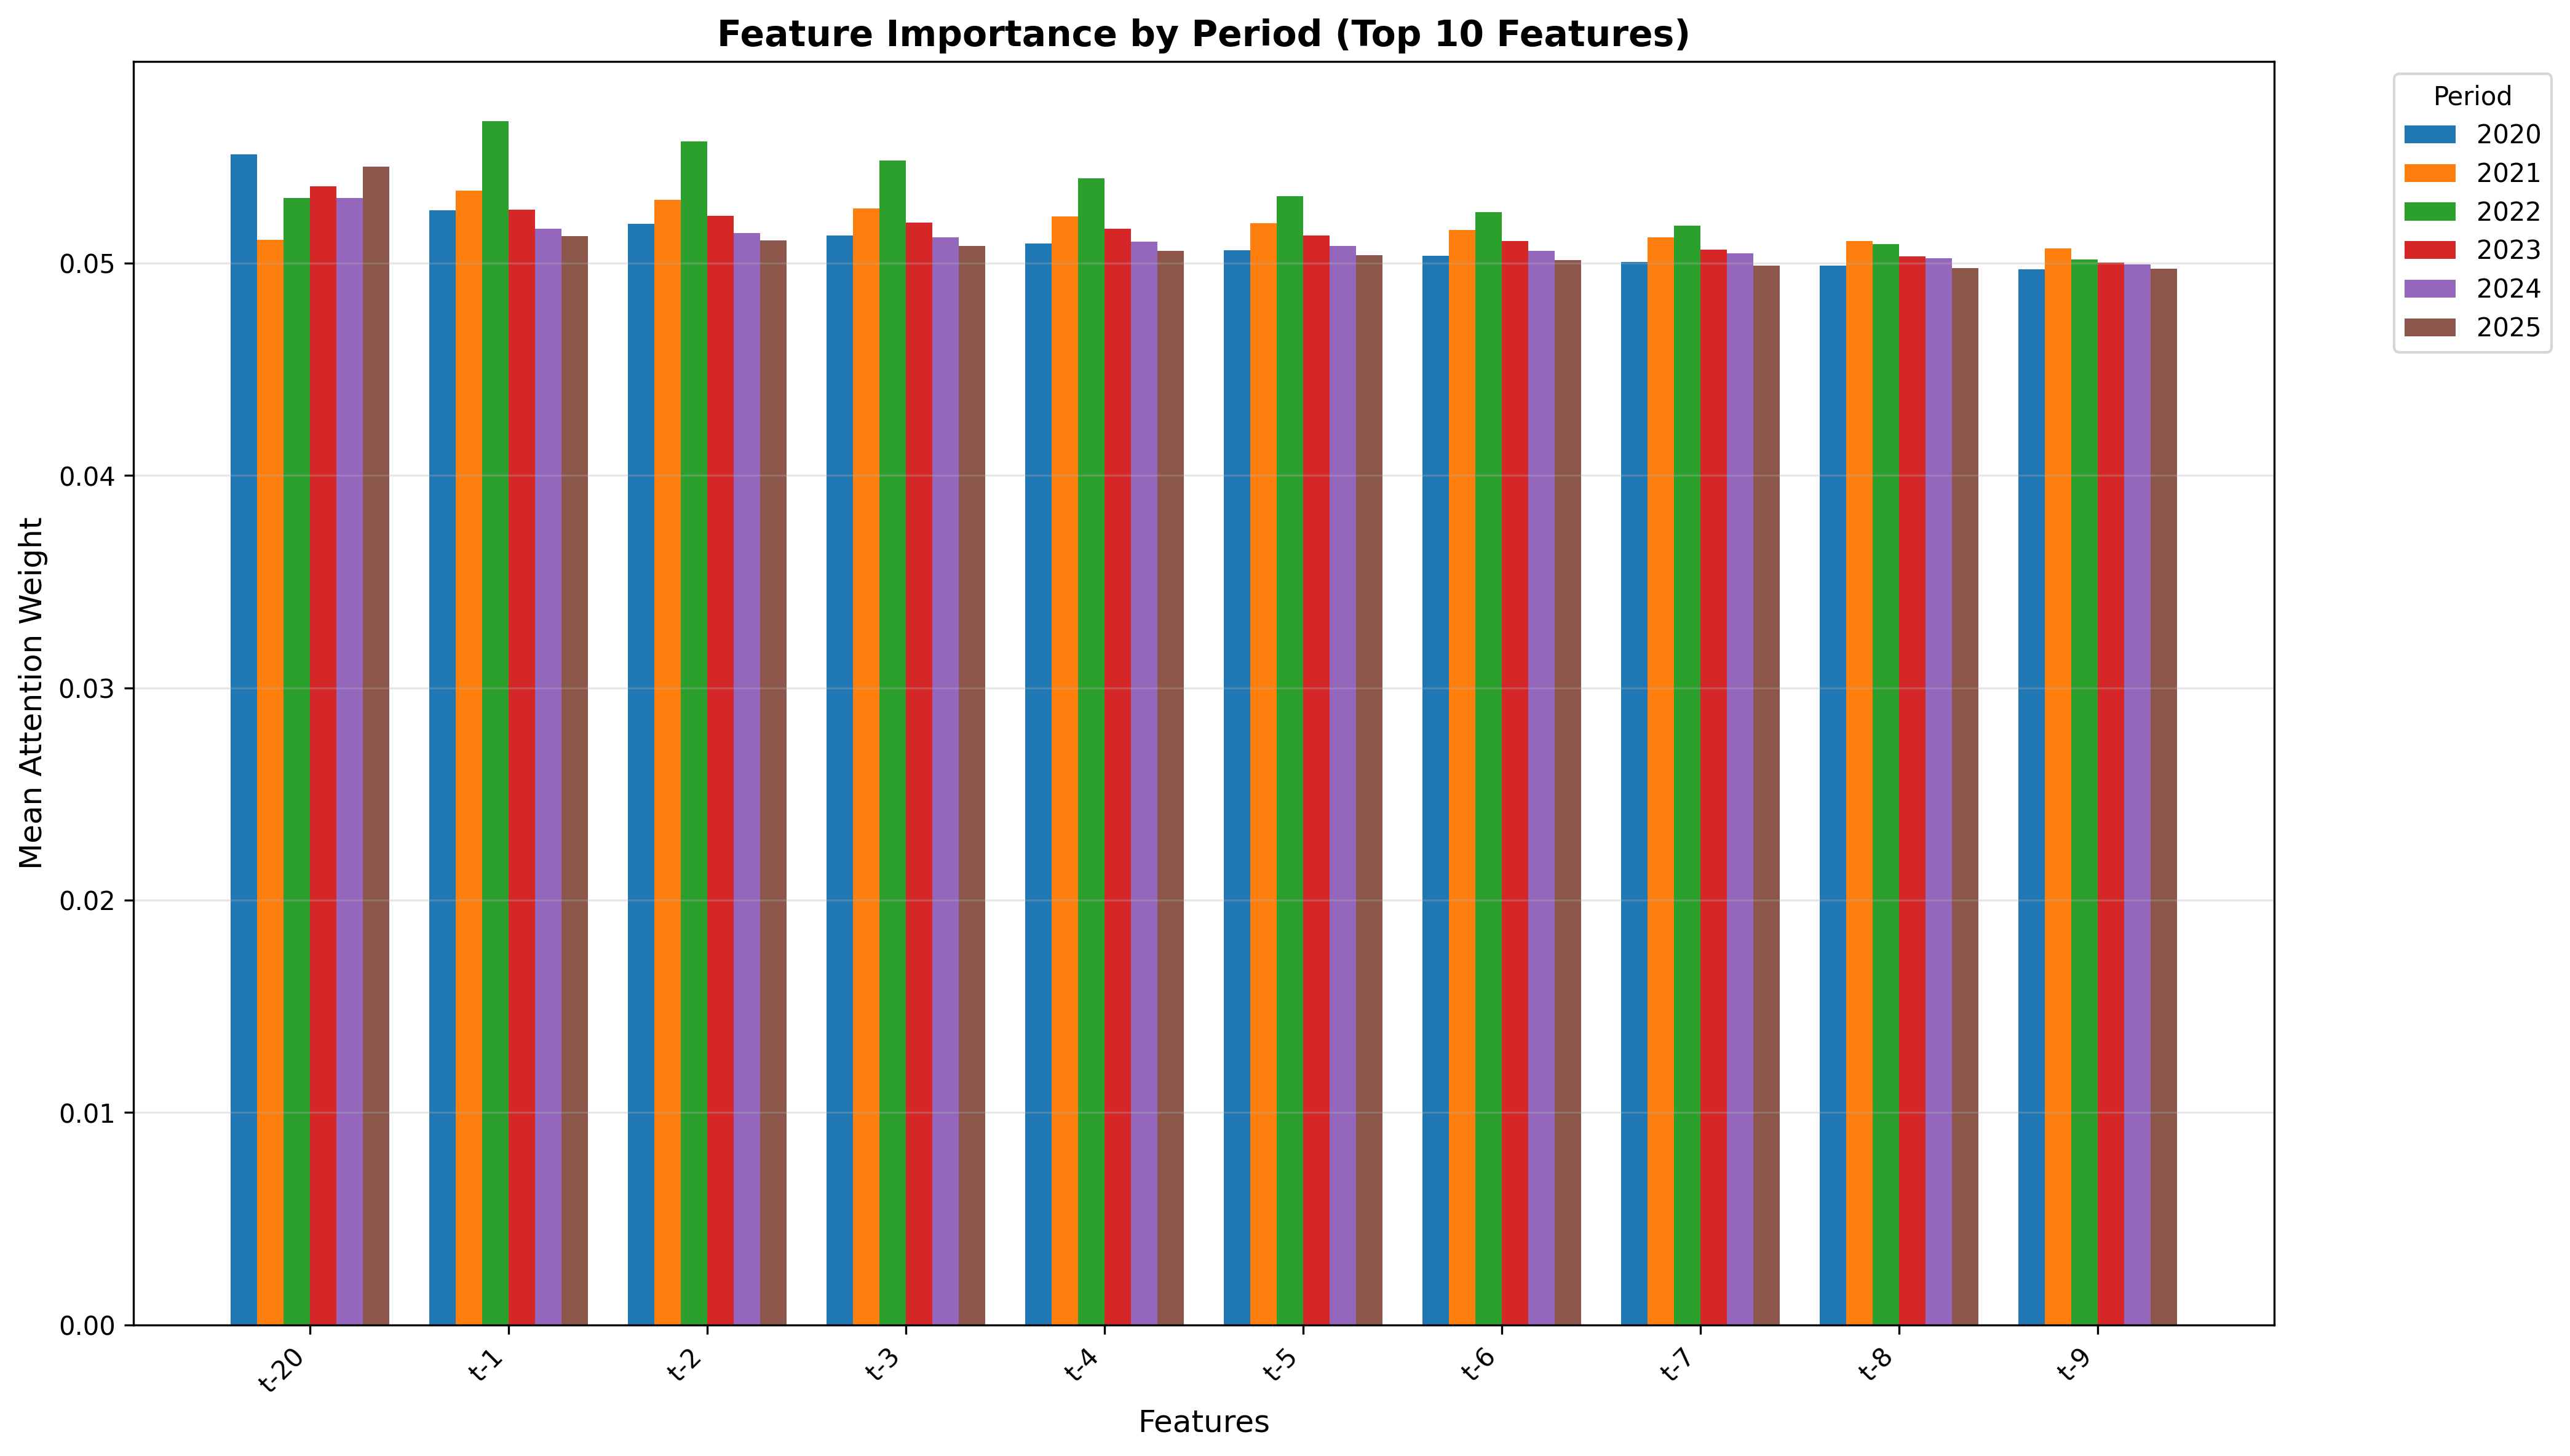 Feature Importance by Period (Top 10 Features)
Period
2020
2021
2022
2023
2024
2025
Mean Attention Weight
0.05
0.04
0.03
0.02
0.01
0.00
t-20
t-1
t-2
t-3
t-4
t-5
t-6
t-7
t-8
t-9
Features